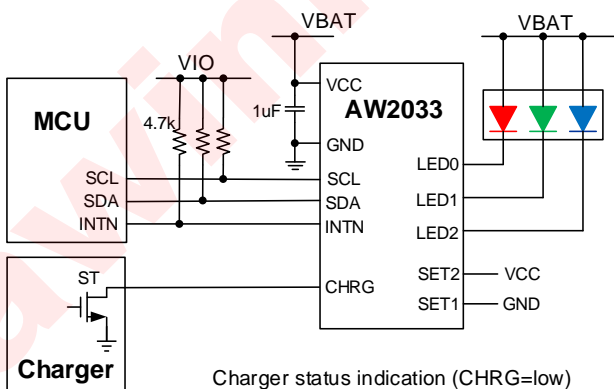 VBAT
VBAT
VIO
VCC
AW2033
MCU
4.7k
1uF
GND
LED0
SCL
SCL
SDA
SDA
LED1
INTN
INTN
LED2
ST
SET2
VCC
CHRG
SET1
GND
Charger
Charger status indication (CHRG=low)